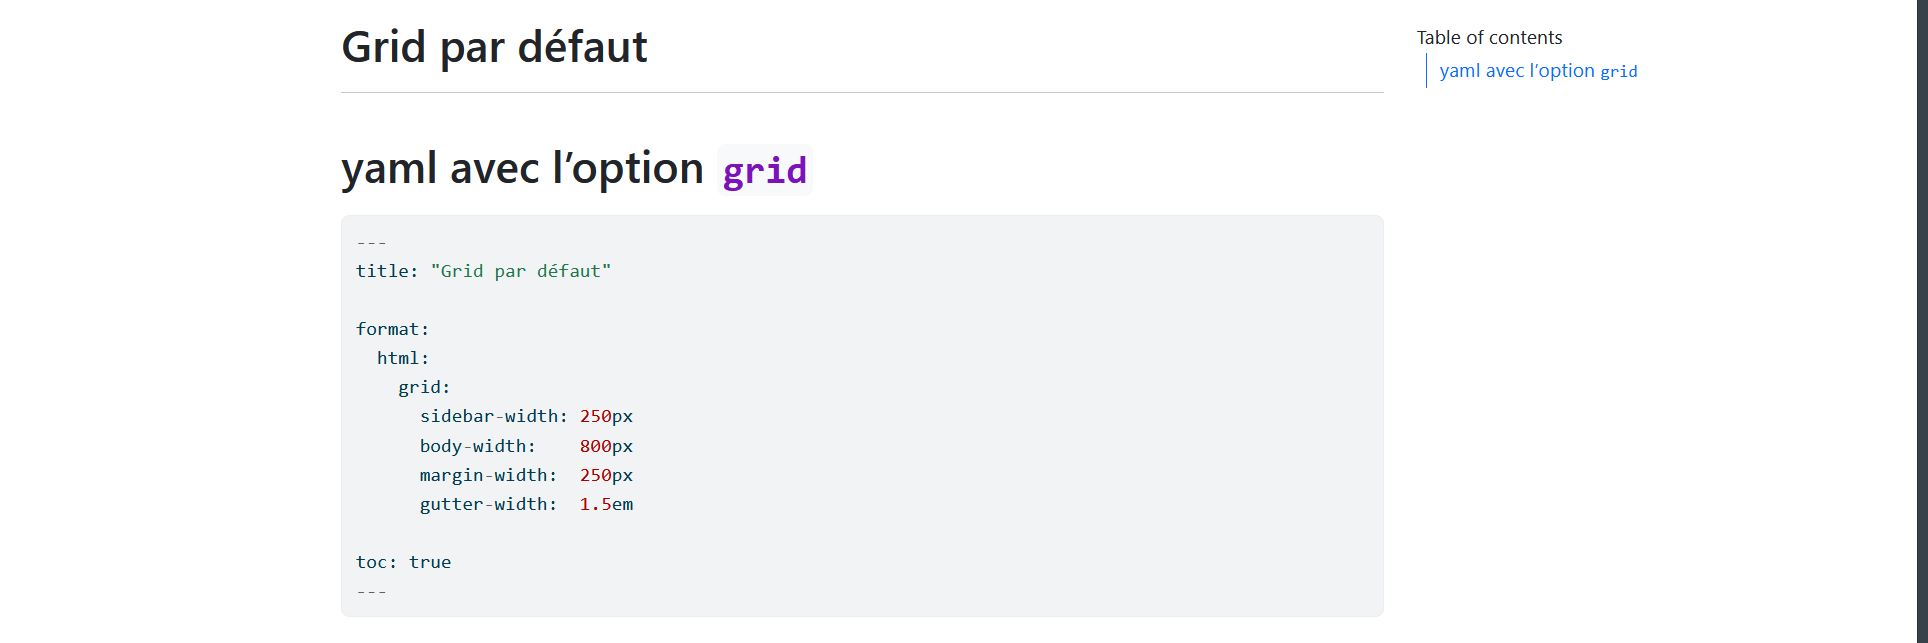 Grid par défaut
Table of contents
yaml avec l’option grid
yaml avec l’option grid
---
title: "Grid par défaut"
format:
  html:
    grid:
      sidebar-width: 250px
      body-width:    800px
      margin-width:  250px
      gutter-width:  1.5em
toc: true
---